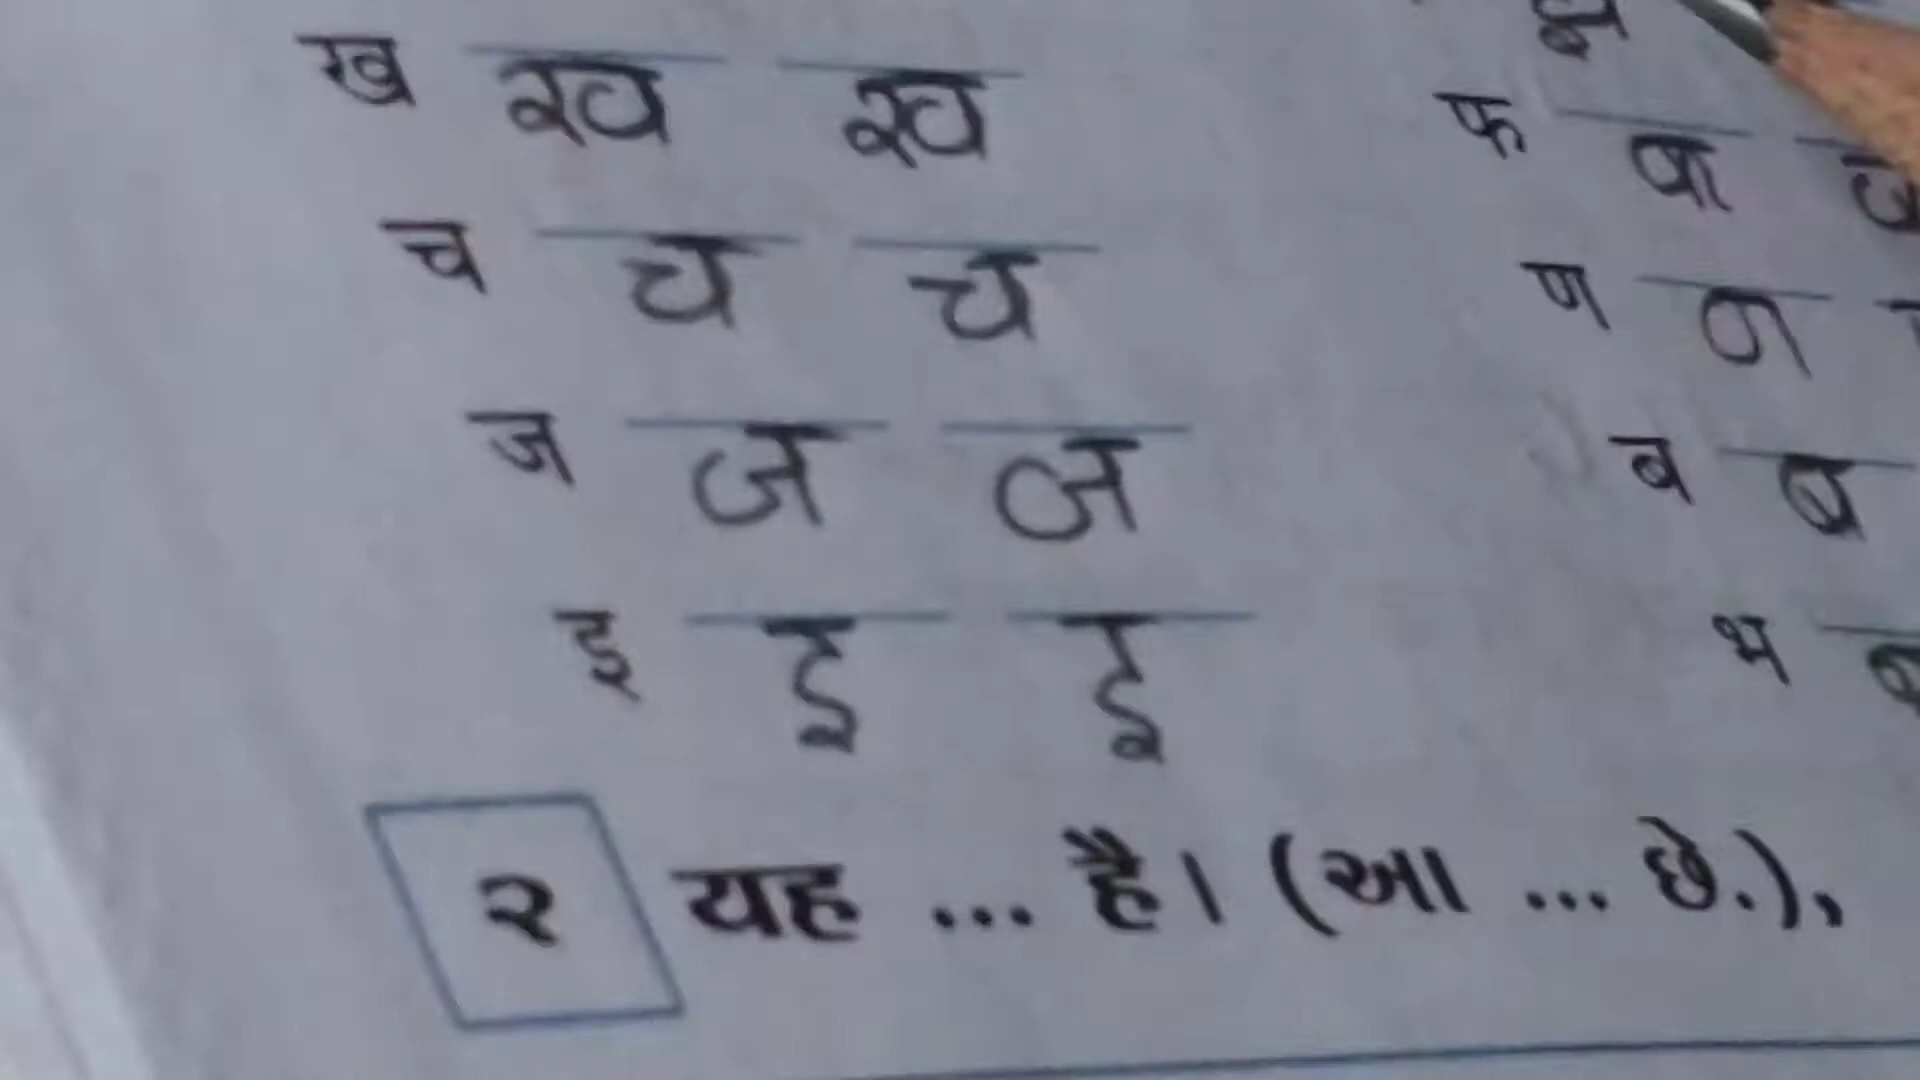 ख ख ख
च च च
ज ज ज
इ इ इ
फ फ
ण ण
ब ब
भ
२ यह ... है। (આ ... છે.),